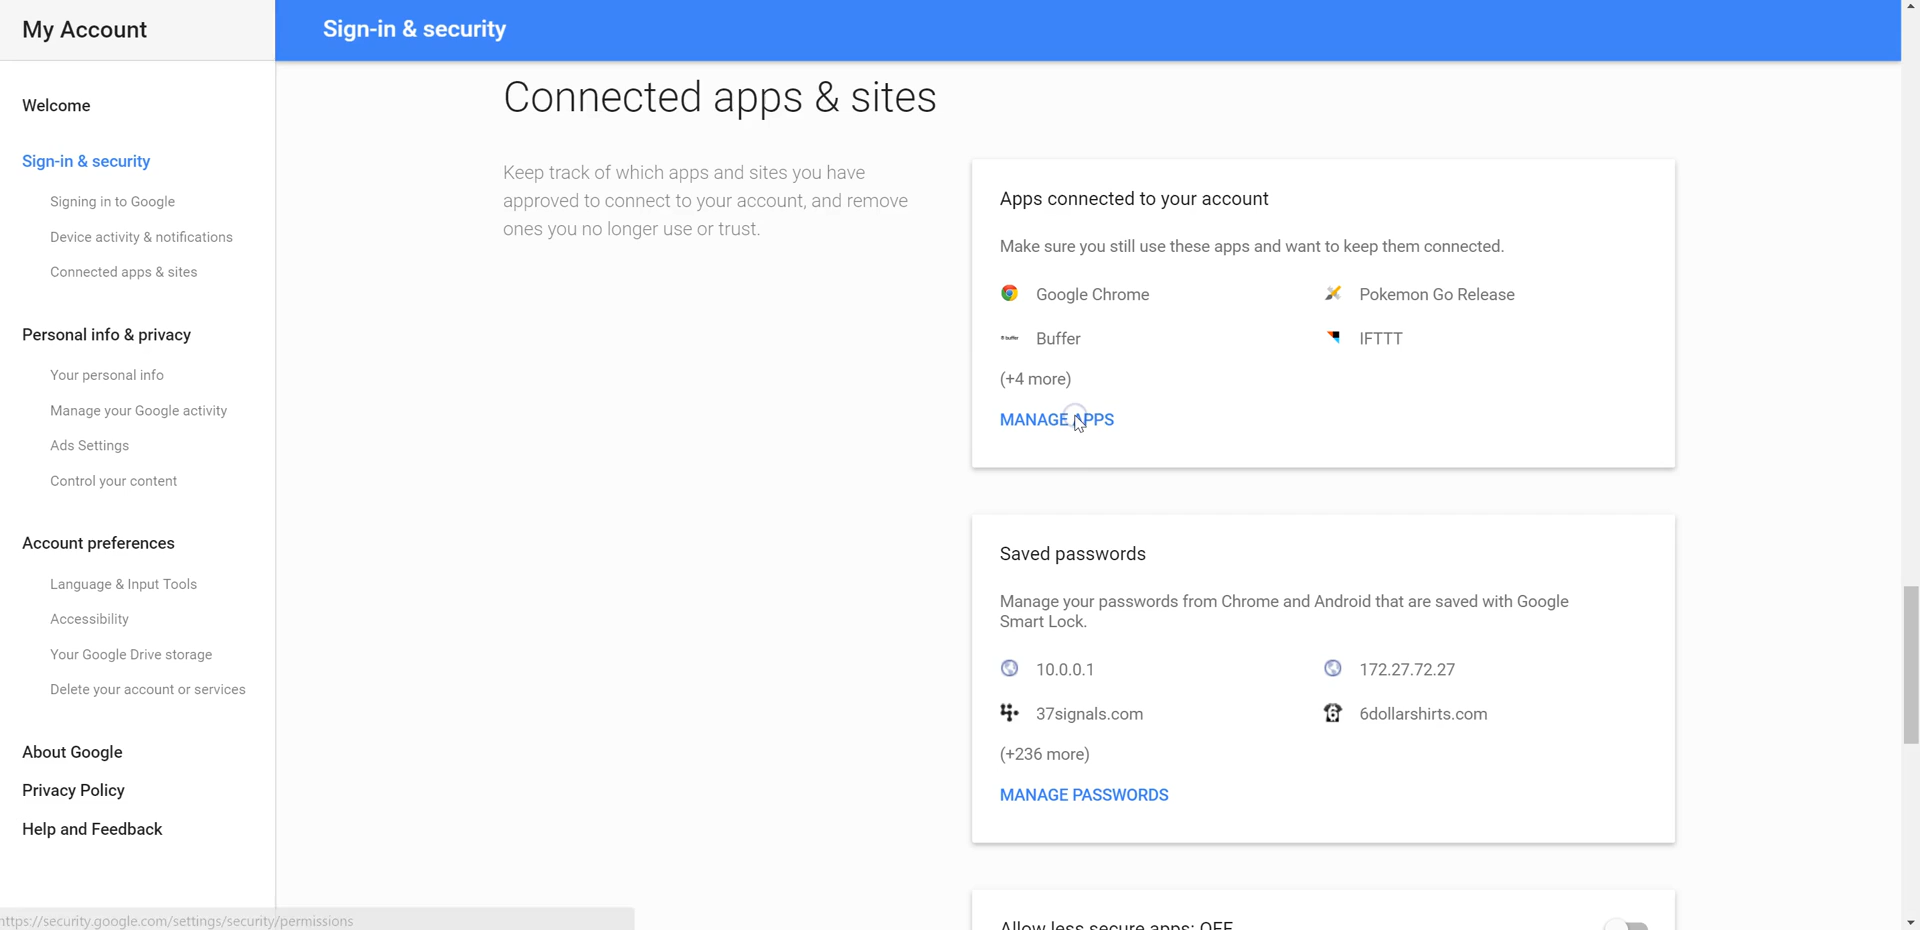 My Account
Sign-in & security
Welcome
Sign-in & security
Signing in to Google
Device activity & notifications
Connected apps & sites
Personal info & privacy
Your personal info
Manage your Google activity
Ads Settings
Control your content
Account preferences
Language & Input Tools
Accessibility
Your Google Drive storage
Delete your account or services
About Google
Privacy Policy
Help and Feedback
Connected apps & sites
Keep track of which apps and sites you have
approved to connect to your account, and remove
ones you no longer use or trust.
Apps connected to your account
Make sure you still use these apps and want to keep them connected.
Google Chrome
Pokemon Go Release
buffer Buffer
IFTTT
(+4 more)
MANAGE APPS
Saved passwords
Manage your passwords from Chrome and Android that are saved with Google
Smart Lock.
10.0.0.1
172.27.72.27
37signals.com
6dollarshirts.com
(+236 more)
MANAGE PASSWORDS
Allow less secure apps: OFF
https://security.google.com/settings/security/permissions